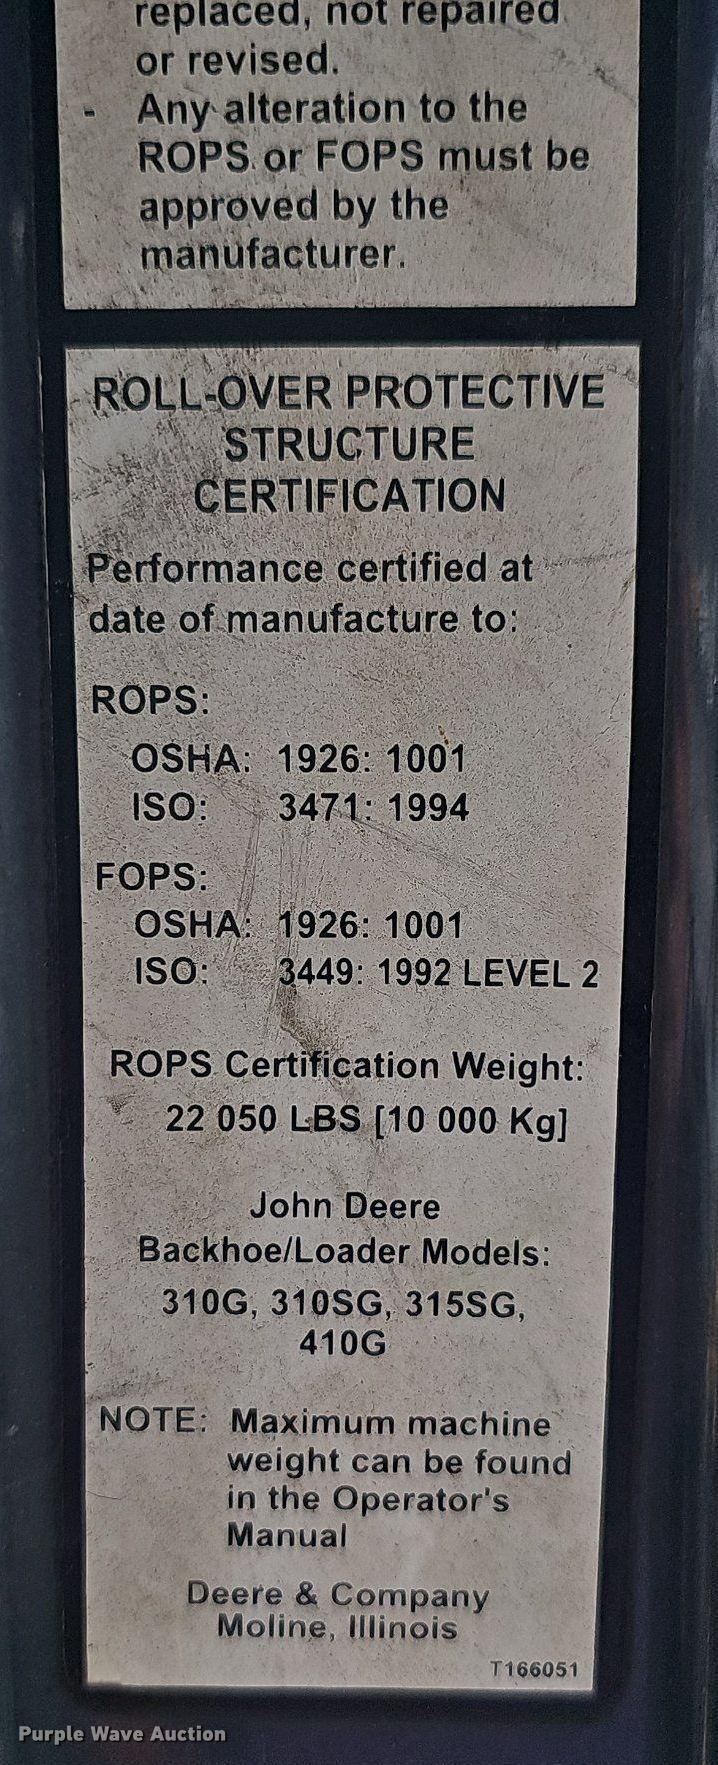 replaced, not repaired
or revised.
- Any alteration to the
ROPS or FOPS must be
approved by the
manufacturer.
ROLL-OVER PROTECTIVE
STRUCTURE
CERTIFICATION
Performance certified at
date of manufacture to:
ROPS:
OSHA: 1926: 1001
ISO: 3471: 1994
FOPS:
OSHA: 1926: 1001
ISO: 3449: 1992 LEVEL 2
ROPS Certification Weight:
22 050 LBS [10 000 Kg]
John Deere
Backhoe/Loader Models:
310G, 310SG, 315SG,
410G
NOTE: Maximum machine
weight can be found
in the Operator's
Manual
Deere & Company
Moline, Illinois
T166051
Purple Wave Auction